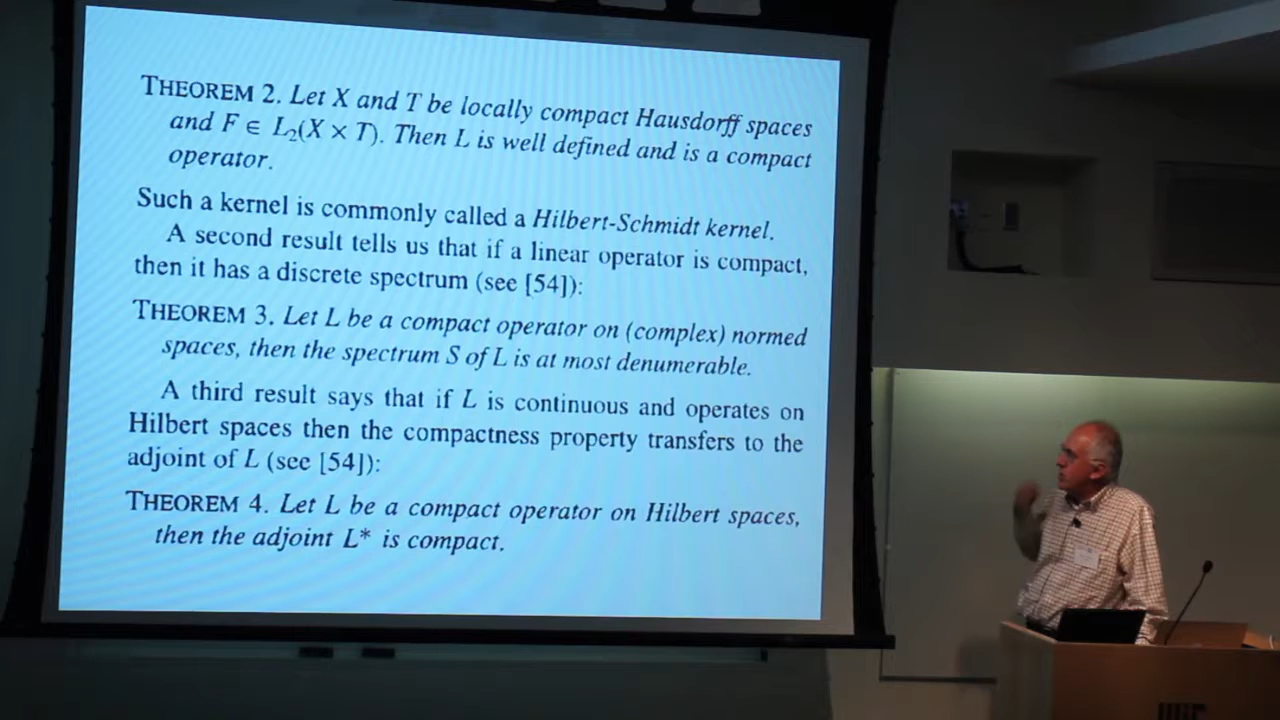 THEOREM 2. Let X and T be locally compact Hausdorff spaces
and F ∈ L₂(X × T). Then L is well defined and is a compact
operator.
Such a kernel is commonly called a Hilbert-Schmidt kernel.
A second result tells us that if a linear operator is compact,
then it has a discrete spectrum (see [54]):
THEOREM 3. Let L be a compact operator on (complex) normed
spaces, then the spectrum S of L is at most denumerable.
A third result says that if L is continuous and operates on
Hilbert spaces then the compactness property transfers to the
adjoint of L (see [54]):
THEOREM 4. Let L be a compact operator on Hilbert spaces,
then the adjoint L* is compact.